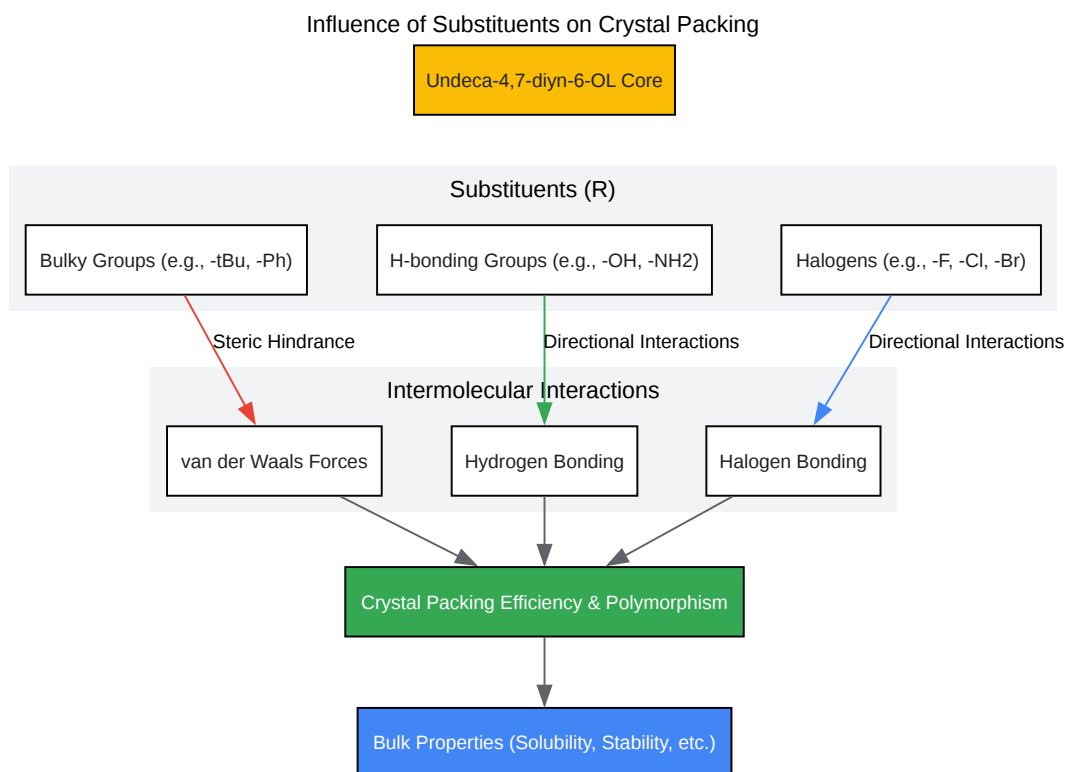 Influence of Substituents on Crystal Packing
Undeca-4,7-diyn-6-OL Core
Substituents (R)
Bulky Groups (e.g., -tBu, -Ph)
H-bonding Groups (e.g., -OH, -NH2)
Halogens (e.g., -F, -Cl, -Br)
Steric Hindrance
Directional Interactions
Directional Interactions
Intermolecular Interactions
van der Waals Forces
Hydrogen Bonding
Halogen Bonding
Crystal Packing Efficiency & Polymorphism
Bulk Properties (Solubility, Stability, etc.)